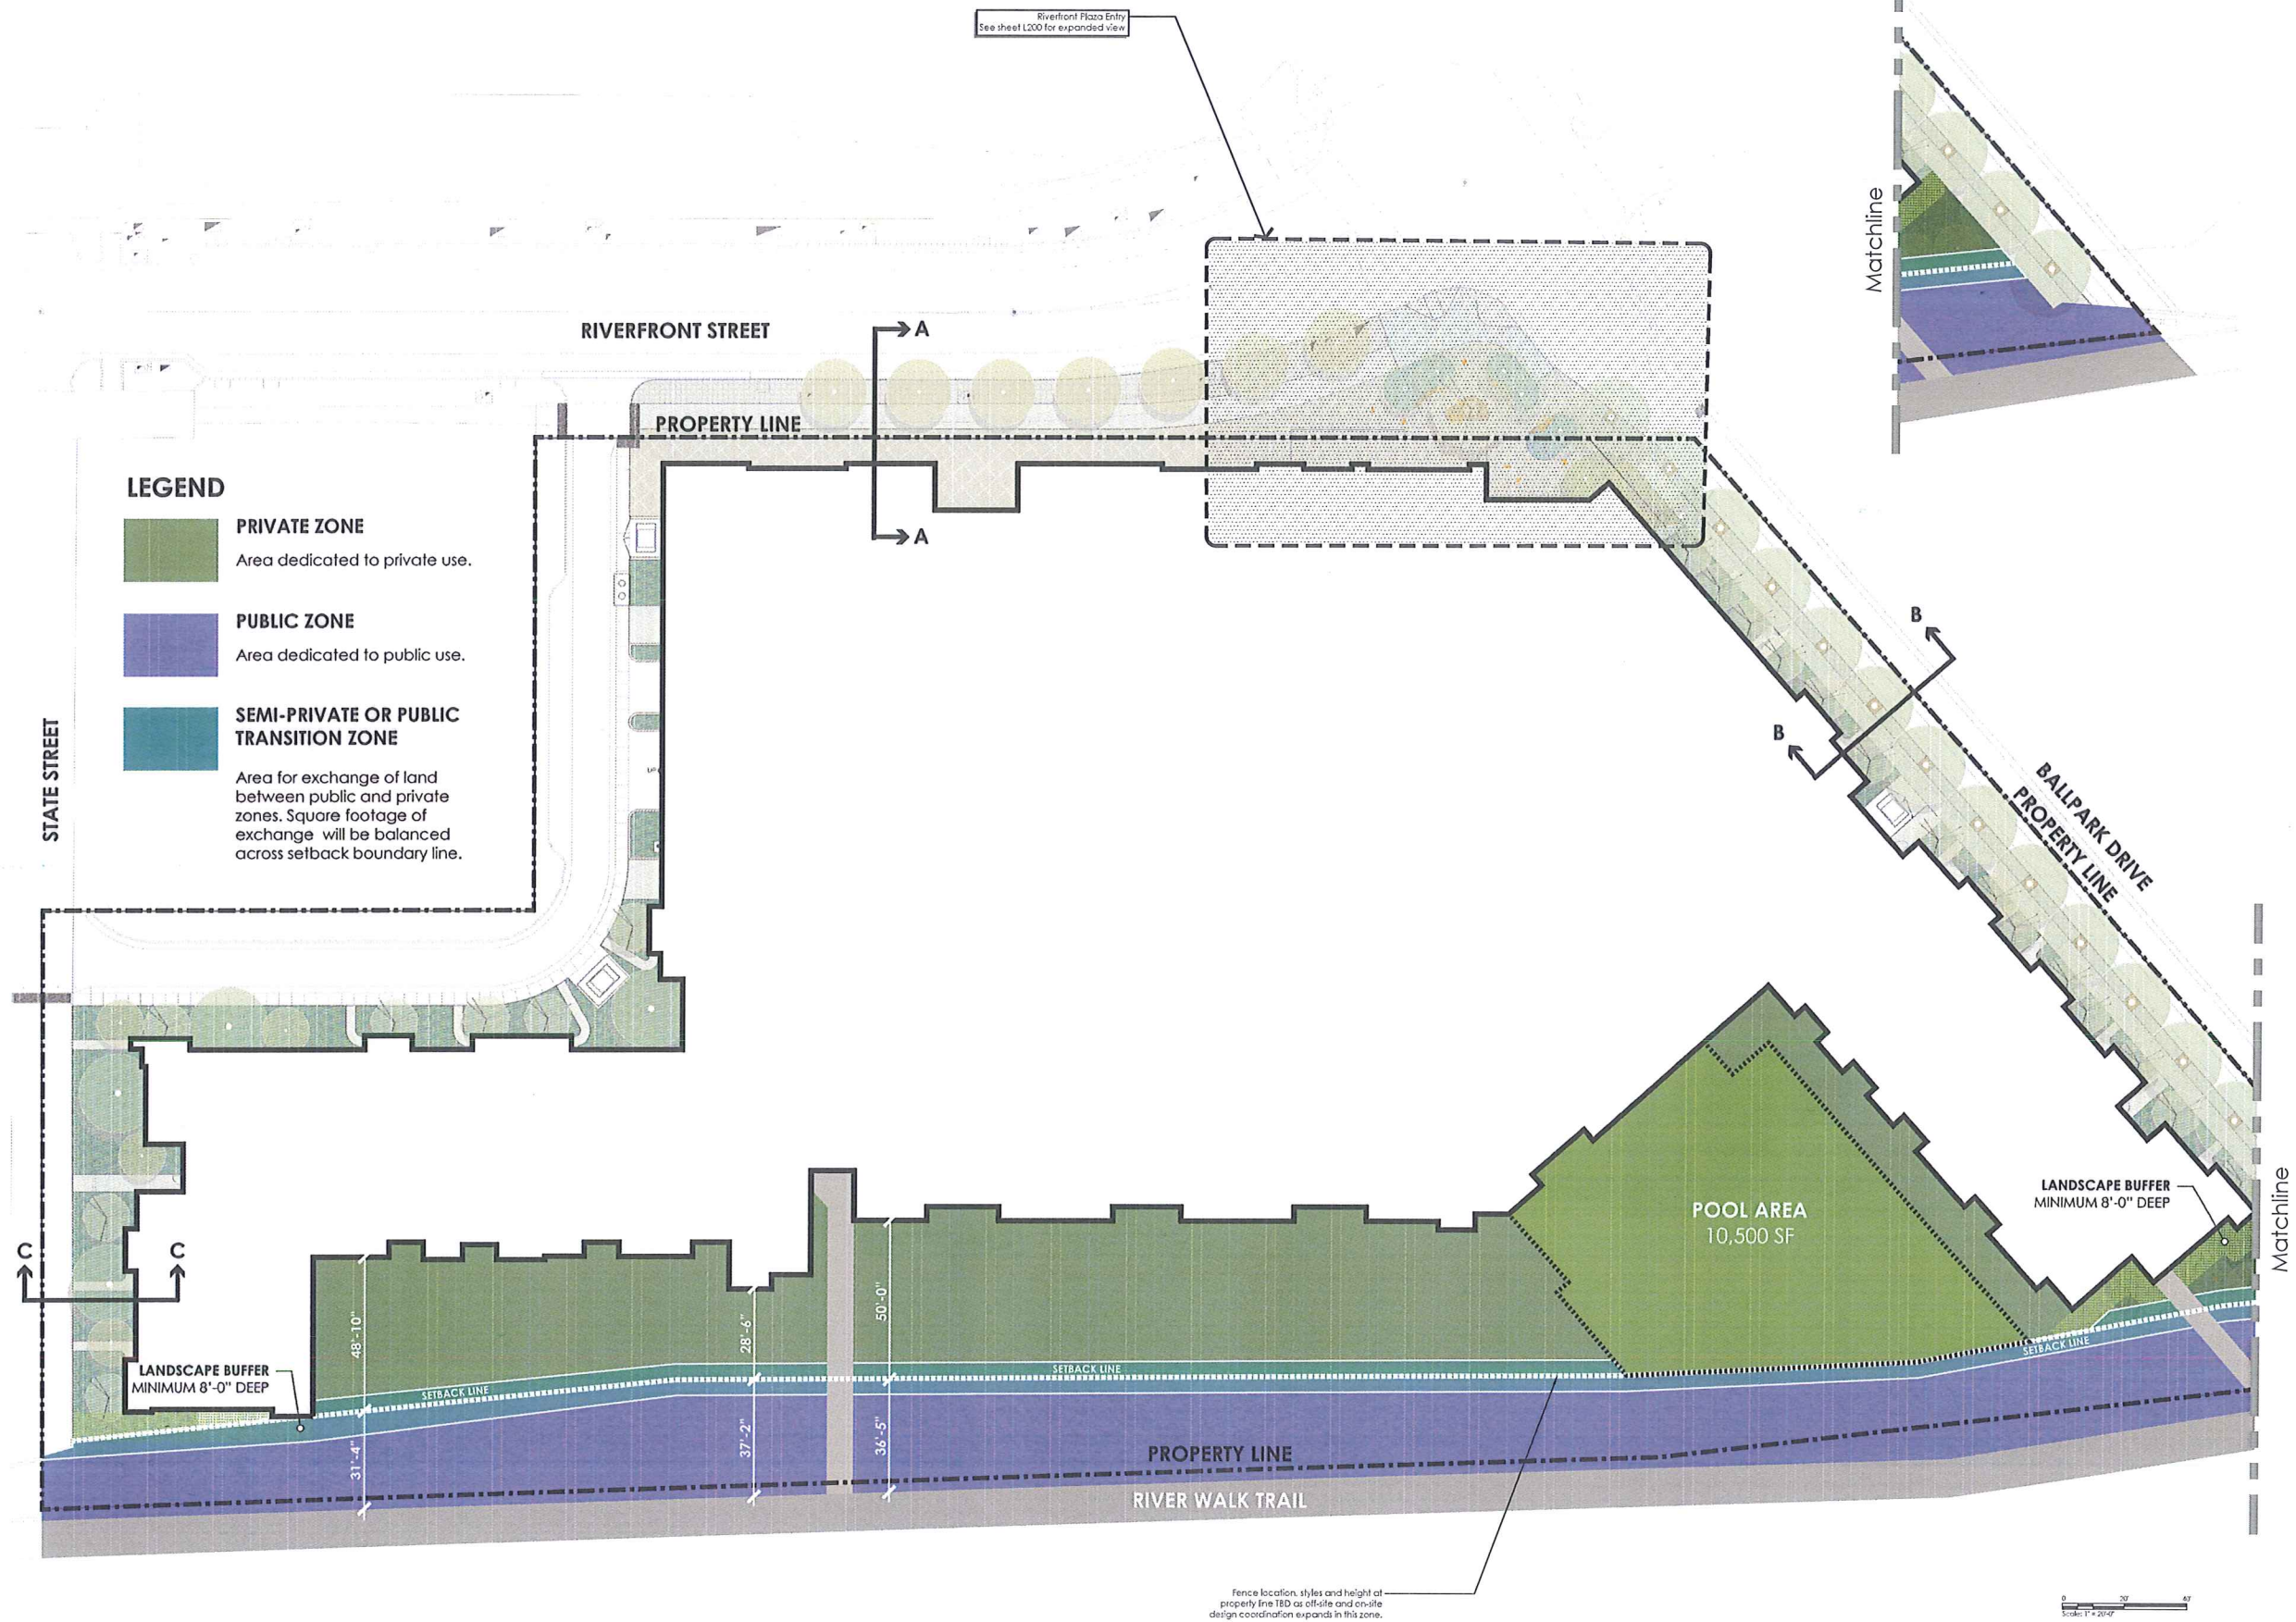 Riverfront Plaza Entry
See sheet L200 for expanded view
Matchline
RIVERFRONT STREET
A
A
PROPERTY LINE
LEGEND
PRIVATE ZONE
Area dedicated to private use.
PUBLIC ZONE
Area dedicated to public use.
SEMI-PRIVATE OR PUBLIC
TRANSITION ZONE
Area for exchange of land
between public and private
zones. Square footage of
exchange will be balanced
across setback boundary line.
STATE STREET
B
B
BALLPARK DRIVE
PROPERTY LINE
POOL AREA
10,500 SF
LANDSCAPE BUFFER
MINIMUM 8'-0" DEEP
Matchline
C
C
48'-10"
28'-6"
50'-0"
LANDSCAPE BUFFER
MINIMUM 8'-0" DEEP
SETBACK LINE
SETBACK LINE
SETBACK LINE
31'-4"
37'-2"
36'-5"
PROPERTY LINE
RIVER WALK TRAIL
Fence location, styles and height at
property line TBD as off-site and on-site
design coordination expands in this zone.
0 20'
Scale: 1" = 20'-0"